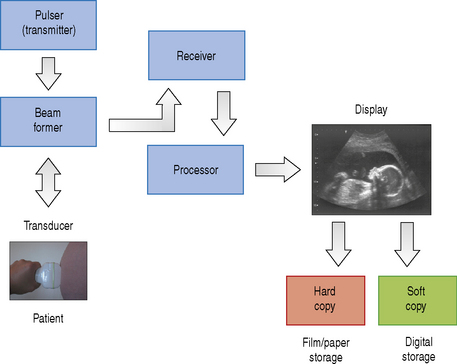 Pulser
(transmitter)
Beam
former
Transducer
Patient
Receiver
Processor
Display
Hard
copy
Film/paper
storage
Soft
copy
Digital
storage